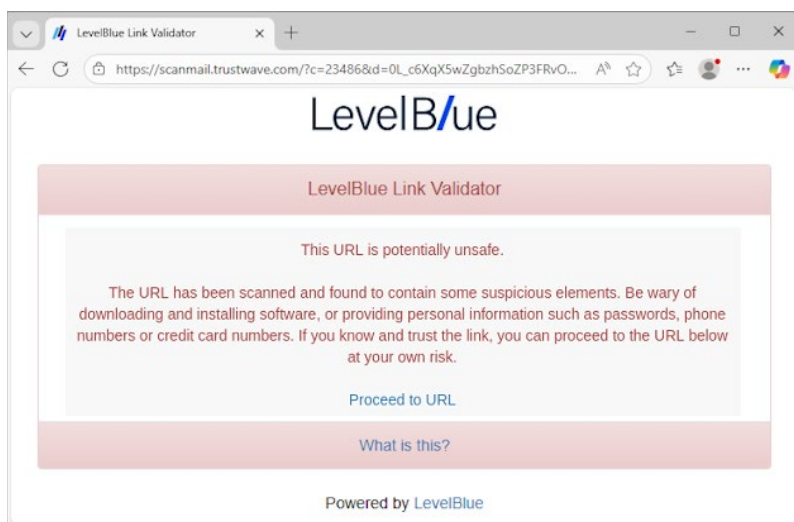 LevelBlue Link Validator
https://scanmail.trustwave.com/?c=23486&d=0L_c6XqX5wZgbzhSoZP3FRvO...
LevelBlue
LevelBlue Link Validator
This URL is potentially unsafe.
The URL has been scanned and found to contain some suspicious elements. Be wary of
downloading and installing software, or providing personal information such as passwords, phone
numbers or credit card numbers. If you know and trust the link, you can proceed to the URL below
at your own risk.
Proceed to URL
What is this?
Powered by LevelBlue